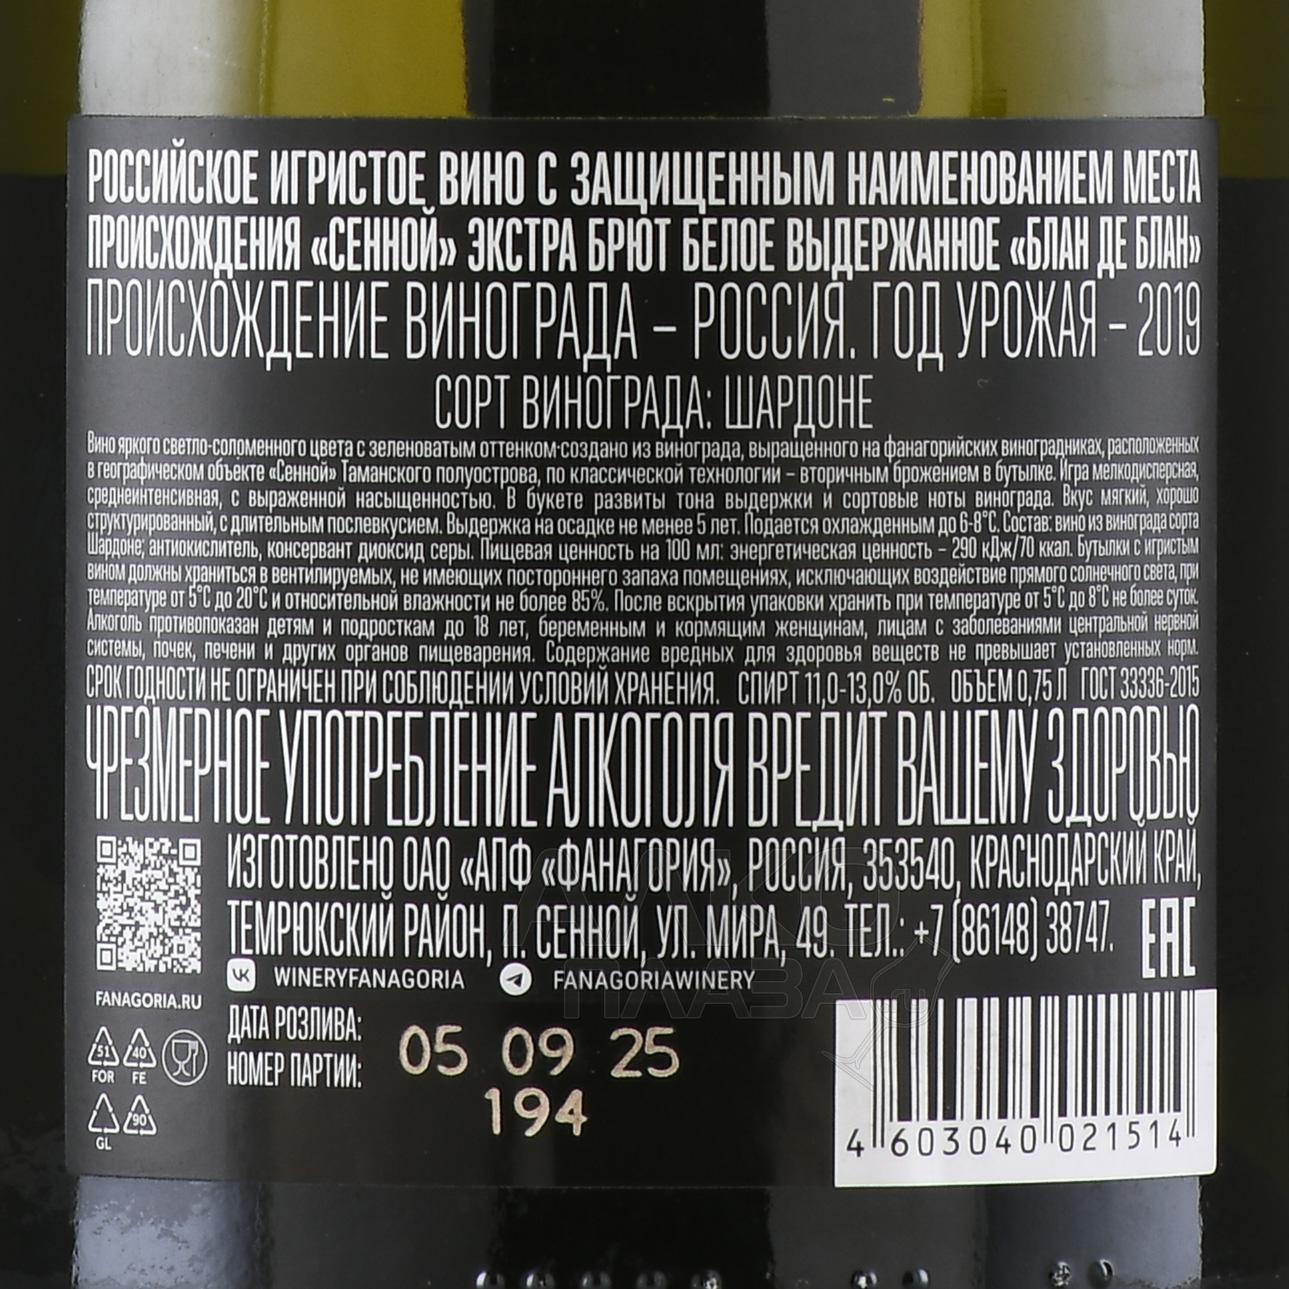 РОССИЙСКОЕ ИГРИСТОЕ ВИНО С ЗАЩИЩЕННЫМ НАИМЕНОВАНИЕМ МЕСТА
ПРОИСХОЖДЕНИЯ «СЕННОЙ» ЭКСТРА БРЮТ БЕЛОЕ ВЫДЕРЖАННОЕ «БЛАН ДЕ БЛАН»
ПРОИСХОЖДЕНИЕ ВИНОГРАДА – РОССИЯ. ГОД УРОЖАЯ – 2019
СОРТ ВИНОГРАДА: ШАРДОНЕ
Вино яркого светло-соломенного цвета с зеленоватым оттенком создано из винограда, выращенного на фанагорийских виноградниках, расположенных
в географическом объекте «Сенной» Таманского полуострова, по классической технологии – вторичным брожением в бутылке. Игра мелкодисперсная,
среднеинтенсивная, с выраженной насыщенностью. В букете развиты тона выдержки и сортовые ноты винограда. Вкус мягкий, хорошо
структурированный, с длительным послевкусием. Выдержка на осадке не менее 5 лет. Подается охлажденным до 6-8°С. Состав: вино из винограда сорта
Шардоне; антиокислитель, консервант диоксид серы. Пищевая ценность на 100 мл: энергетическая ценность – 290 кДж/70 ккал. Бутылки с игристым
вином должны храниться в вентилируемых, не имеющих постороннего запаха помещениях, исключающих воздействие прямого солнечного света, при
температуре от 5°С до 20°С и относительной влажности не более 85%. После вскрытия упаковки хранить при температуре от 5°С до 8°С не более суток.
Алкоголь противопоказан детям и подросткам до 18 лет, беременным и кормящим женщинам, лицам с заболеваниями центральной нервной
системы, почек, печени и других органов пищеварения. Содержание вредных для здоровья веществ не превышает установленных норм.
СРОК ГОДНОСТИ НЕ ОГРАНИЧЕН ПРИ СОБЛЮДЕНИИ УСЛОВИЙ ХРАНЕНИЯ. СПИРТ 11,0-13,0% ОБ. ОБЪЕМ 0,75 Л ГОСТ 33336-2015
ЧРЕЗМЕРНОЕ УПОТРЕБЛЕНИЕ АЛКОГОЛЯ ВРЕДИТ ВАШЕМУ ЗДОРОВЬЮ
ИЗГОТОВЛЕНО ОАО «АПФ «ФАНАГОРИЯ», РОССИЯ, 353540, КРАСНОДАРСКИЙ КРАЙ,
ТЕМРЮКСКИЙ РАЙОН, П. СЕННОЙ, УЛ. МИРА, 49. ТЕЛ.: +7 (86148) 38747.
EAC
WINERYFANAGORIA FANAGORIAWINERY
FANAGORIA.RU
ДАТА РОЗЛИВА: 05 09 25
НОМЕР ПАРТИИ: 194
51 FOR
40 FE
GL
90
4 603040 021514
АЛКО
ПЛАЗА ru